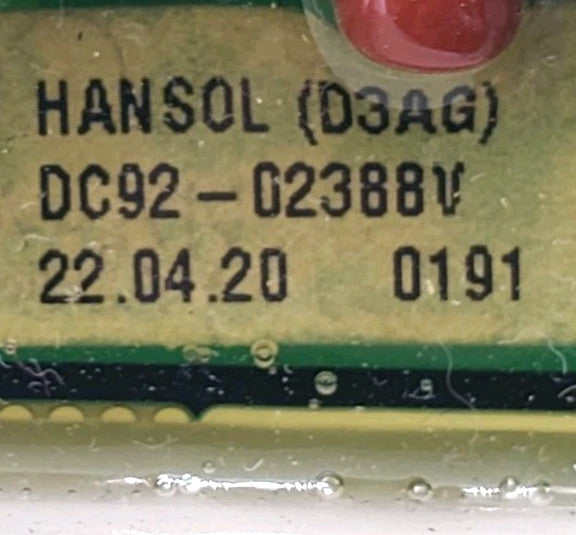 HANSOL (D3AG)
DC92-02388V
22.04.20 0191